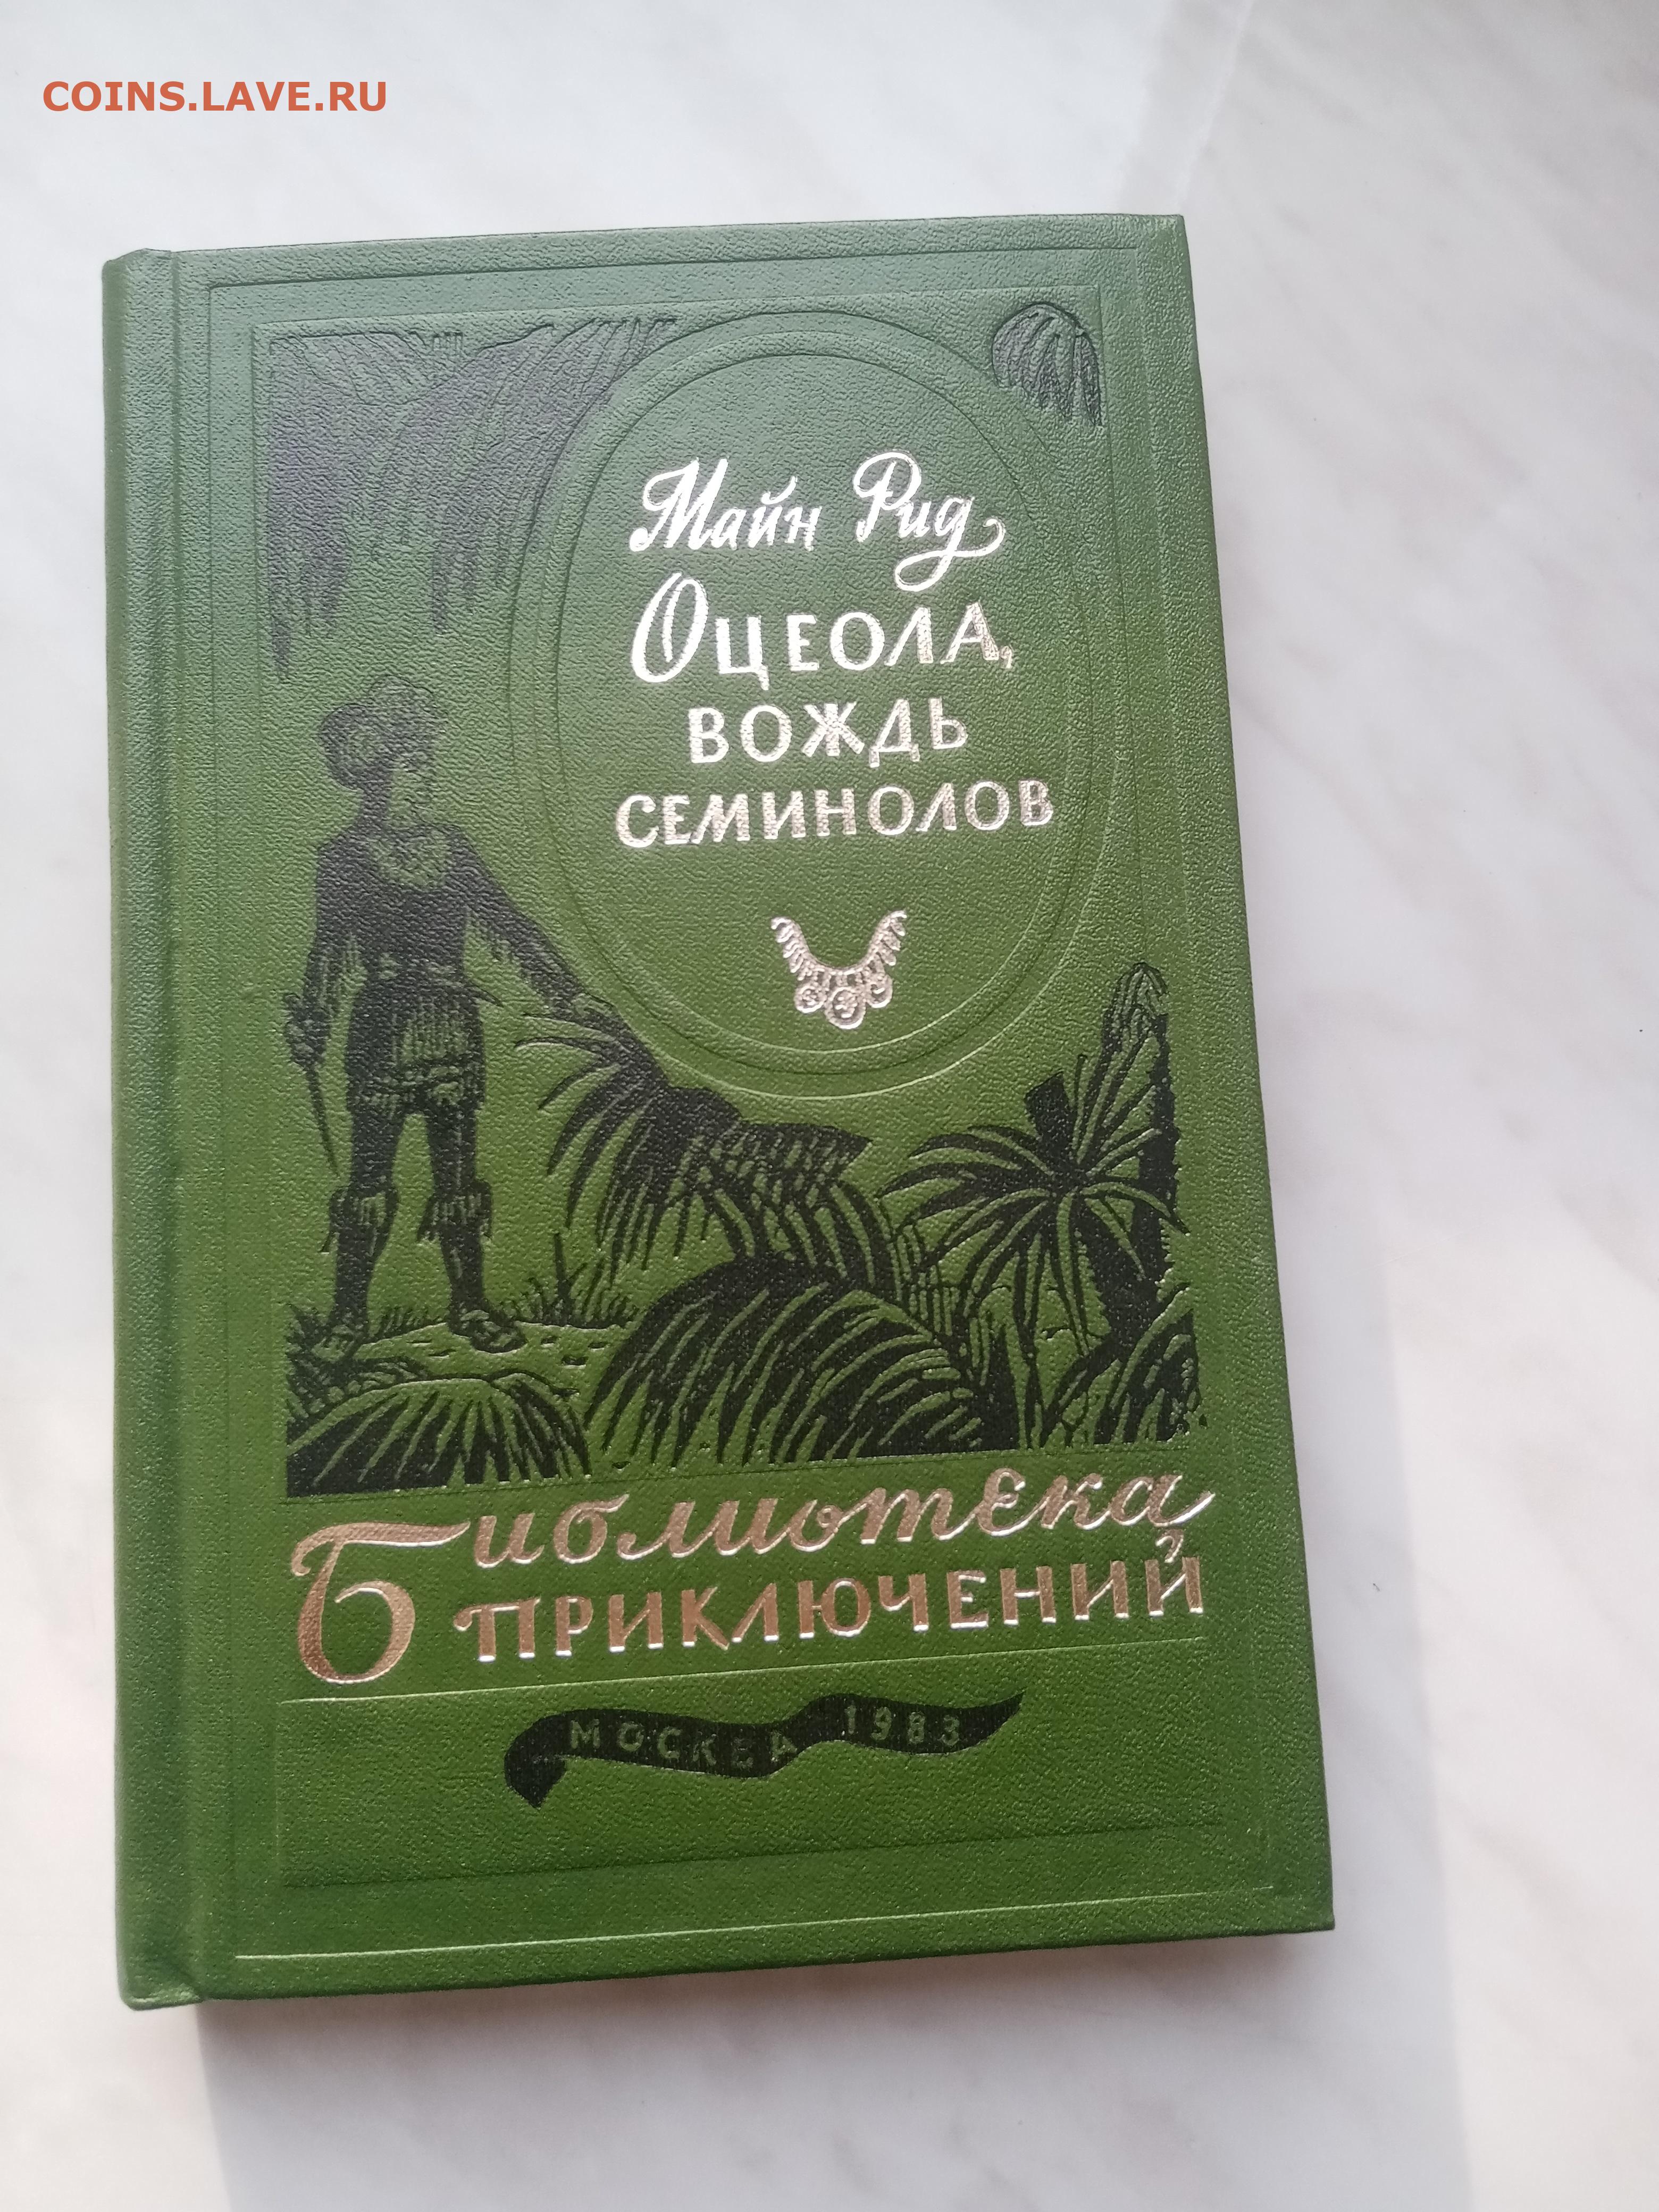 COINS.LAVE.RU
Майн Рид
Оцеола,
вождь
семинолов
Библиотека
приключений
МОСКВА 1983